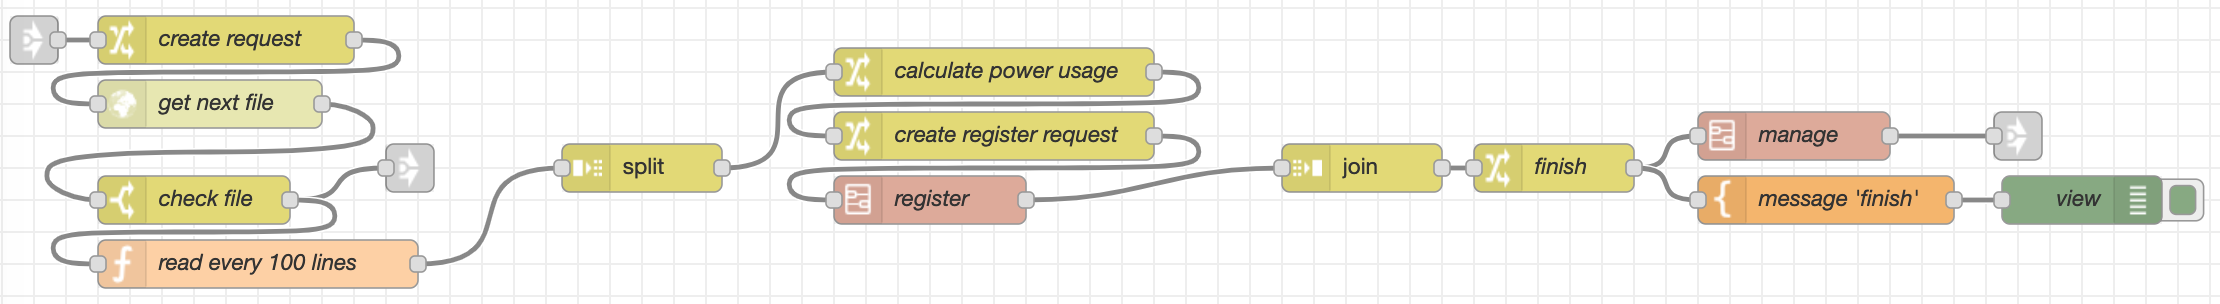 create request
get next file
check file
read every 100 lines
split
calculate power usage
create register request
register
join
finish
manage
message 'finish'
view